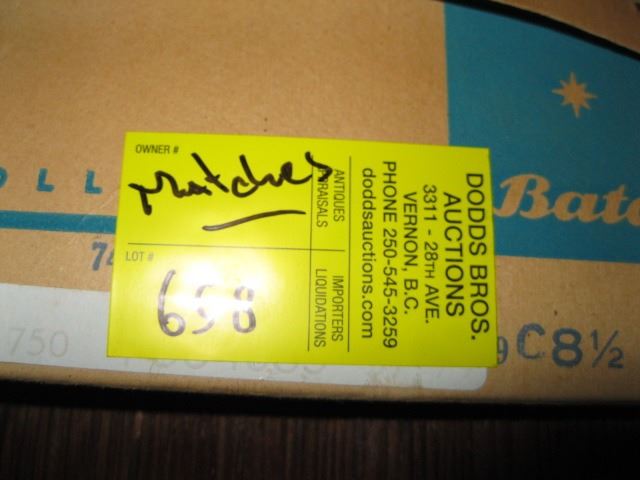 OWNER #
Matches
LOT #
658
ANTIQUES
APPRAISALS
IMPORTERS
LIQUIDATIONS
DODDS BROS.
AUCTIONS
3311 - 28TH AVE.
VERNON, B.C.
PHONE 250-545-3259
doddsauctions.com
Bata
C8½
750